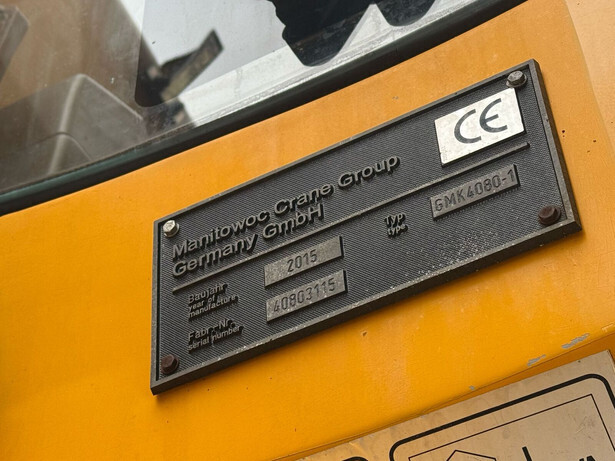 CE
Manitowoc Crane Group
Germany GmbH
Typ
type
GMK4080-1
Baujahr
year of
manufacture
2015
Fabr.-Nr.
serial number
40803115